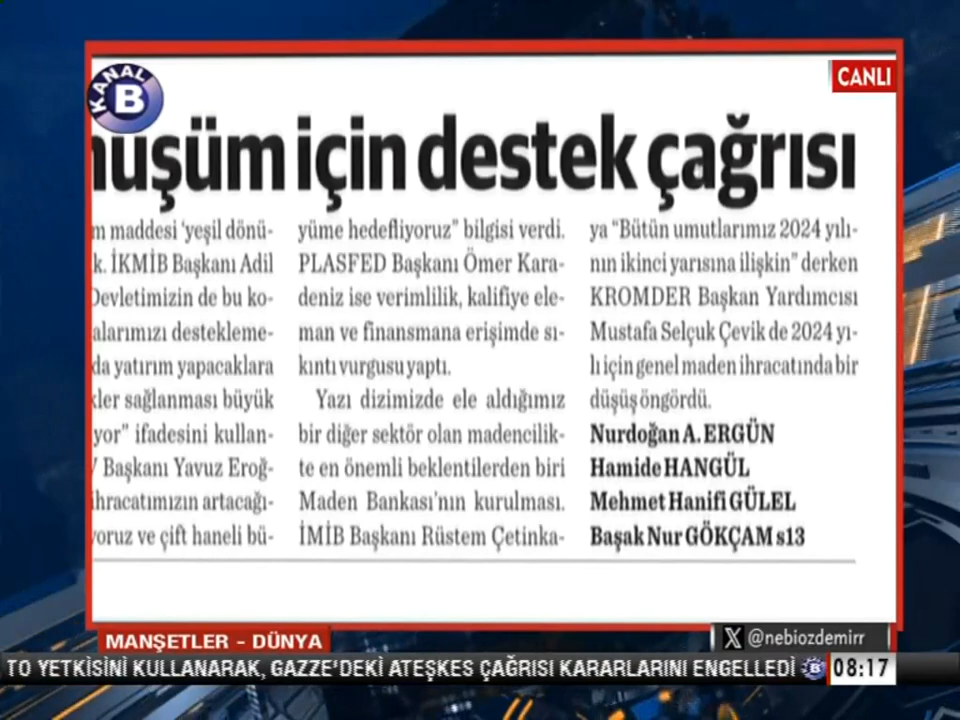 KANAL B
CANLI
nüşüm için destek çağrısı
m maddesi ‘yeşil dönü-
k. İKMİB Başkanı Adil
Devletimizin de bu ko-
alarımızı destekleme-
da yatırım yapacaklara
kler sağlanması büyük
yor” ifadesini kullan-
Başkanı Yavuz Eroğ-
ihracatımızın artacağı-
yoruz ve çift haneli bü-
yüme hedefliyoruz” bilgisi verdi.
PLASFED Başkanı Ömer Kara-
deniz ise verimlilik, kalifiye ele-
man ve finansmana erişimde sı-
kıntı vurgusu yaptı.
Yazı dizimizde ele aldığımız
bir diğer sektör olan madencilik-
te en önemli beklentilerden biri
Maden Bankası’nın kurulması.
İMİB Başkanı Rüstem Çetinka-
ya “Bütün umutlarımız 2024 yılı-
nın ikinci yarısına ilişkin” derken
KROMDER Başkan Yardımcısı
Mustafa Selçuk Çevik de 2024 yı-
lı için genel maden ihracatında bir
düşüş öngördü.
Nurdoğan A. ERGÜN
Hamide HANGÜL
Mehmet Hanifi GÜLEL
Başak Nur GÖKÇAM s13
MANŞETLER - DÜNYA
X @nebiozdemirr
TO YETKİSİNİ KULLANARAK, GAZZE'DEKİ ATEŞKES ÇAĞRISI KARARLARINI ENGELLEDİ B 08:17